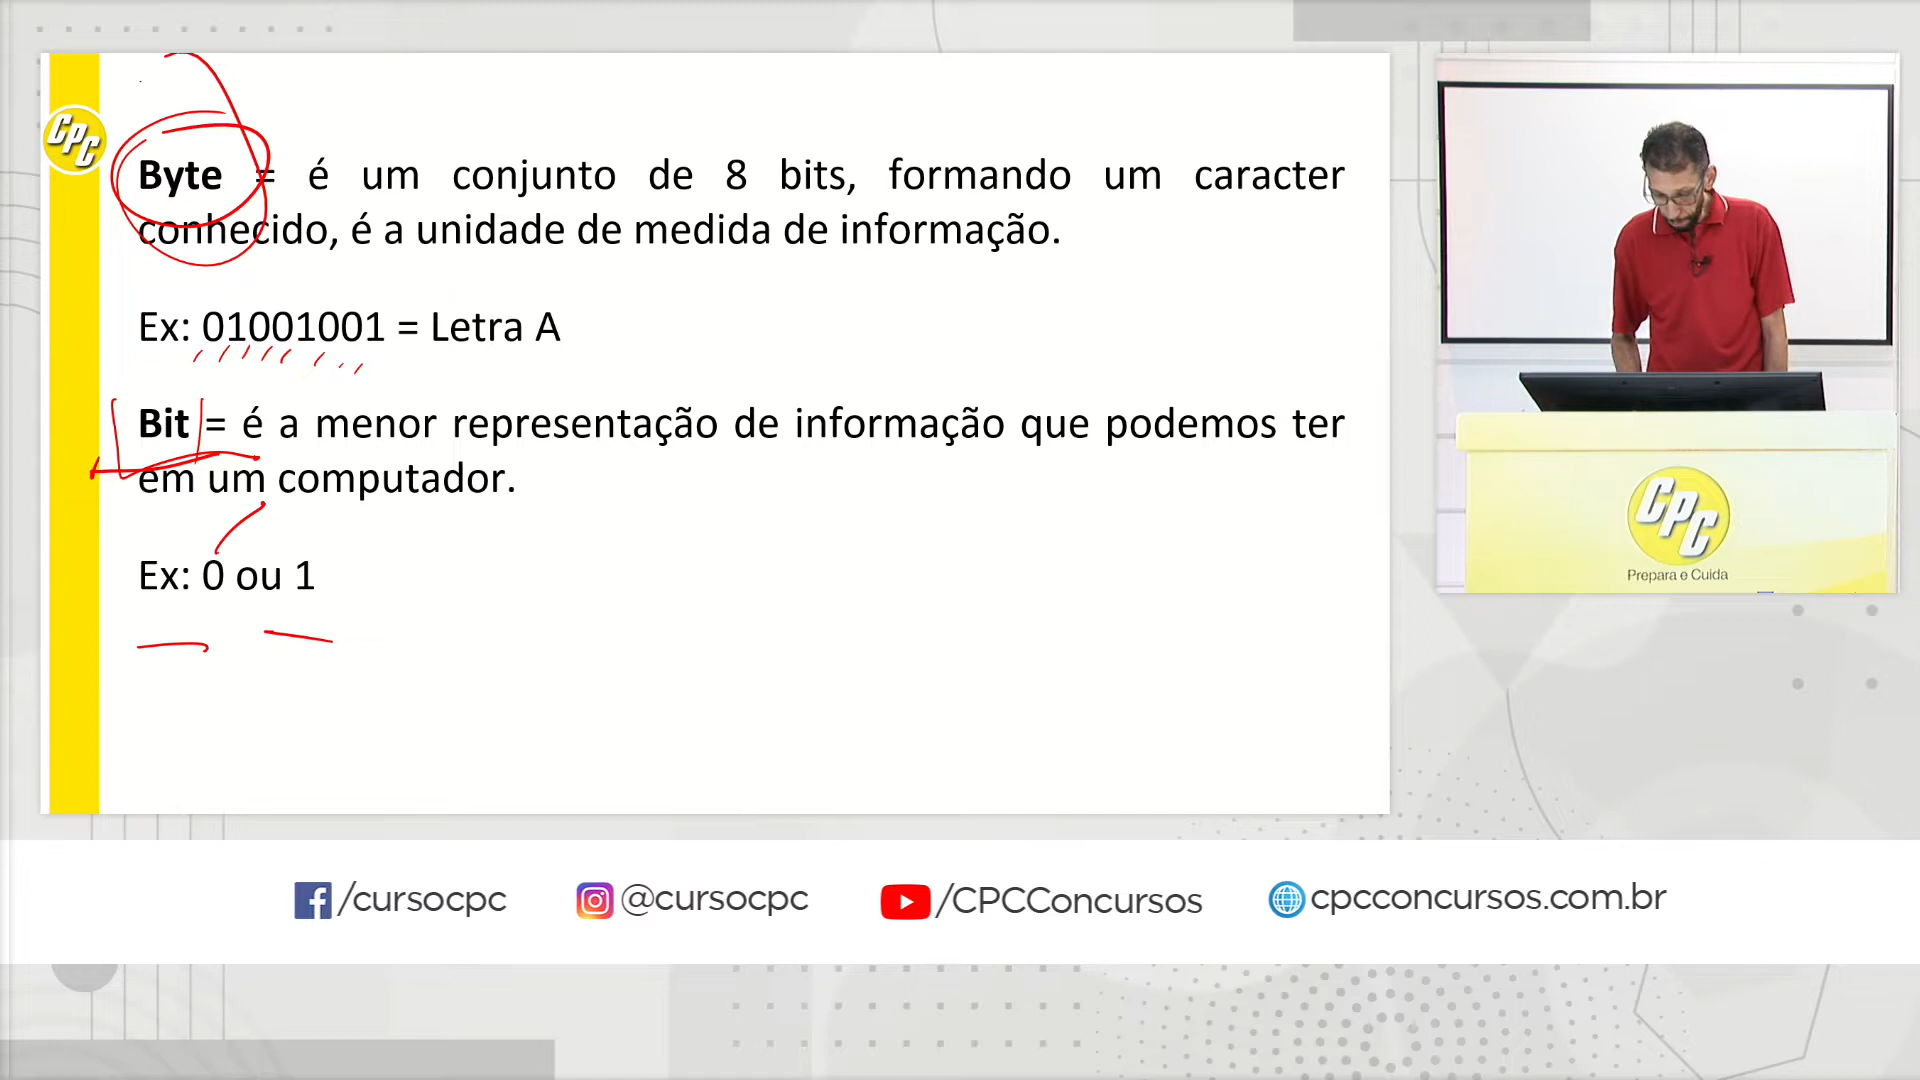 CPC
Byte = é um conjunto de 8 bits, formando um caracter
conhecido, é a unidade de medida de informação.
Ex: 01001001 = Letra A
Bit = é a menor representação de informação que podemos ter
em um computador.
Ex: 0 ou 1
CPC
Prepara e Cuida
/cursocpc @cursocpc /CPCConcursos cpcconcursos.com.br